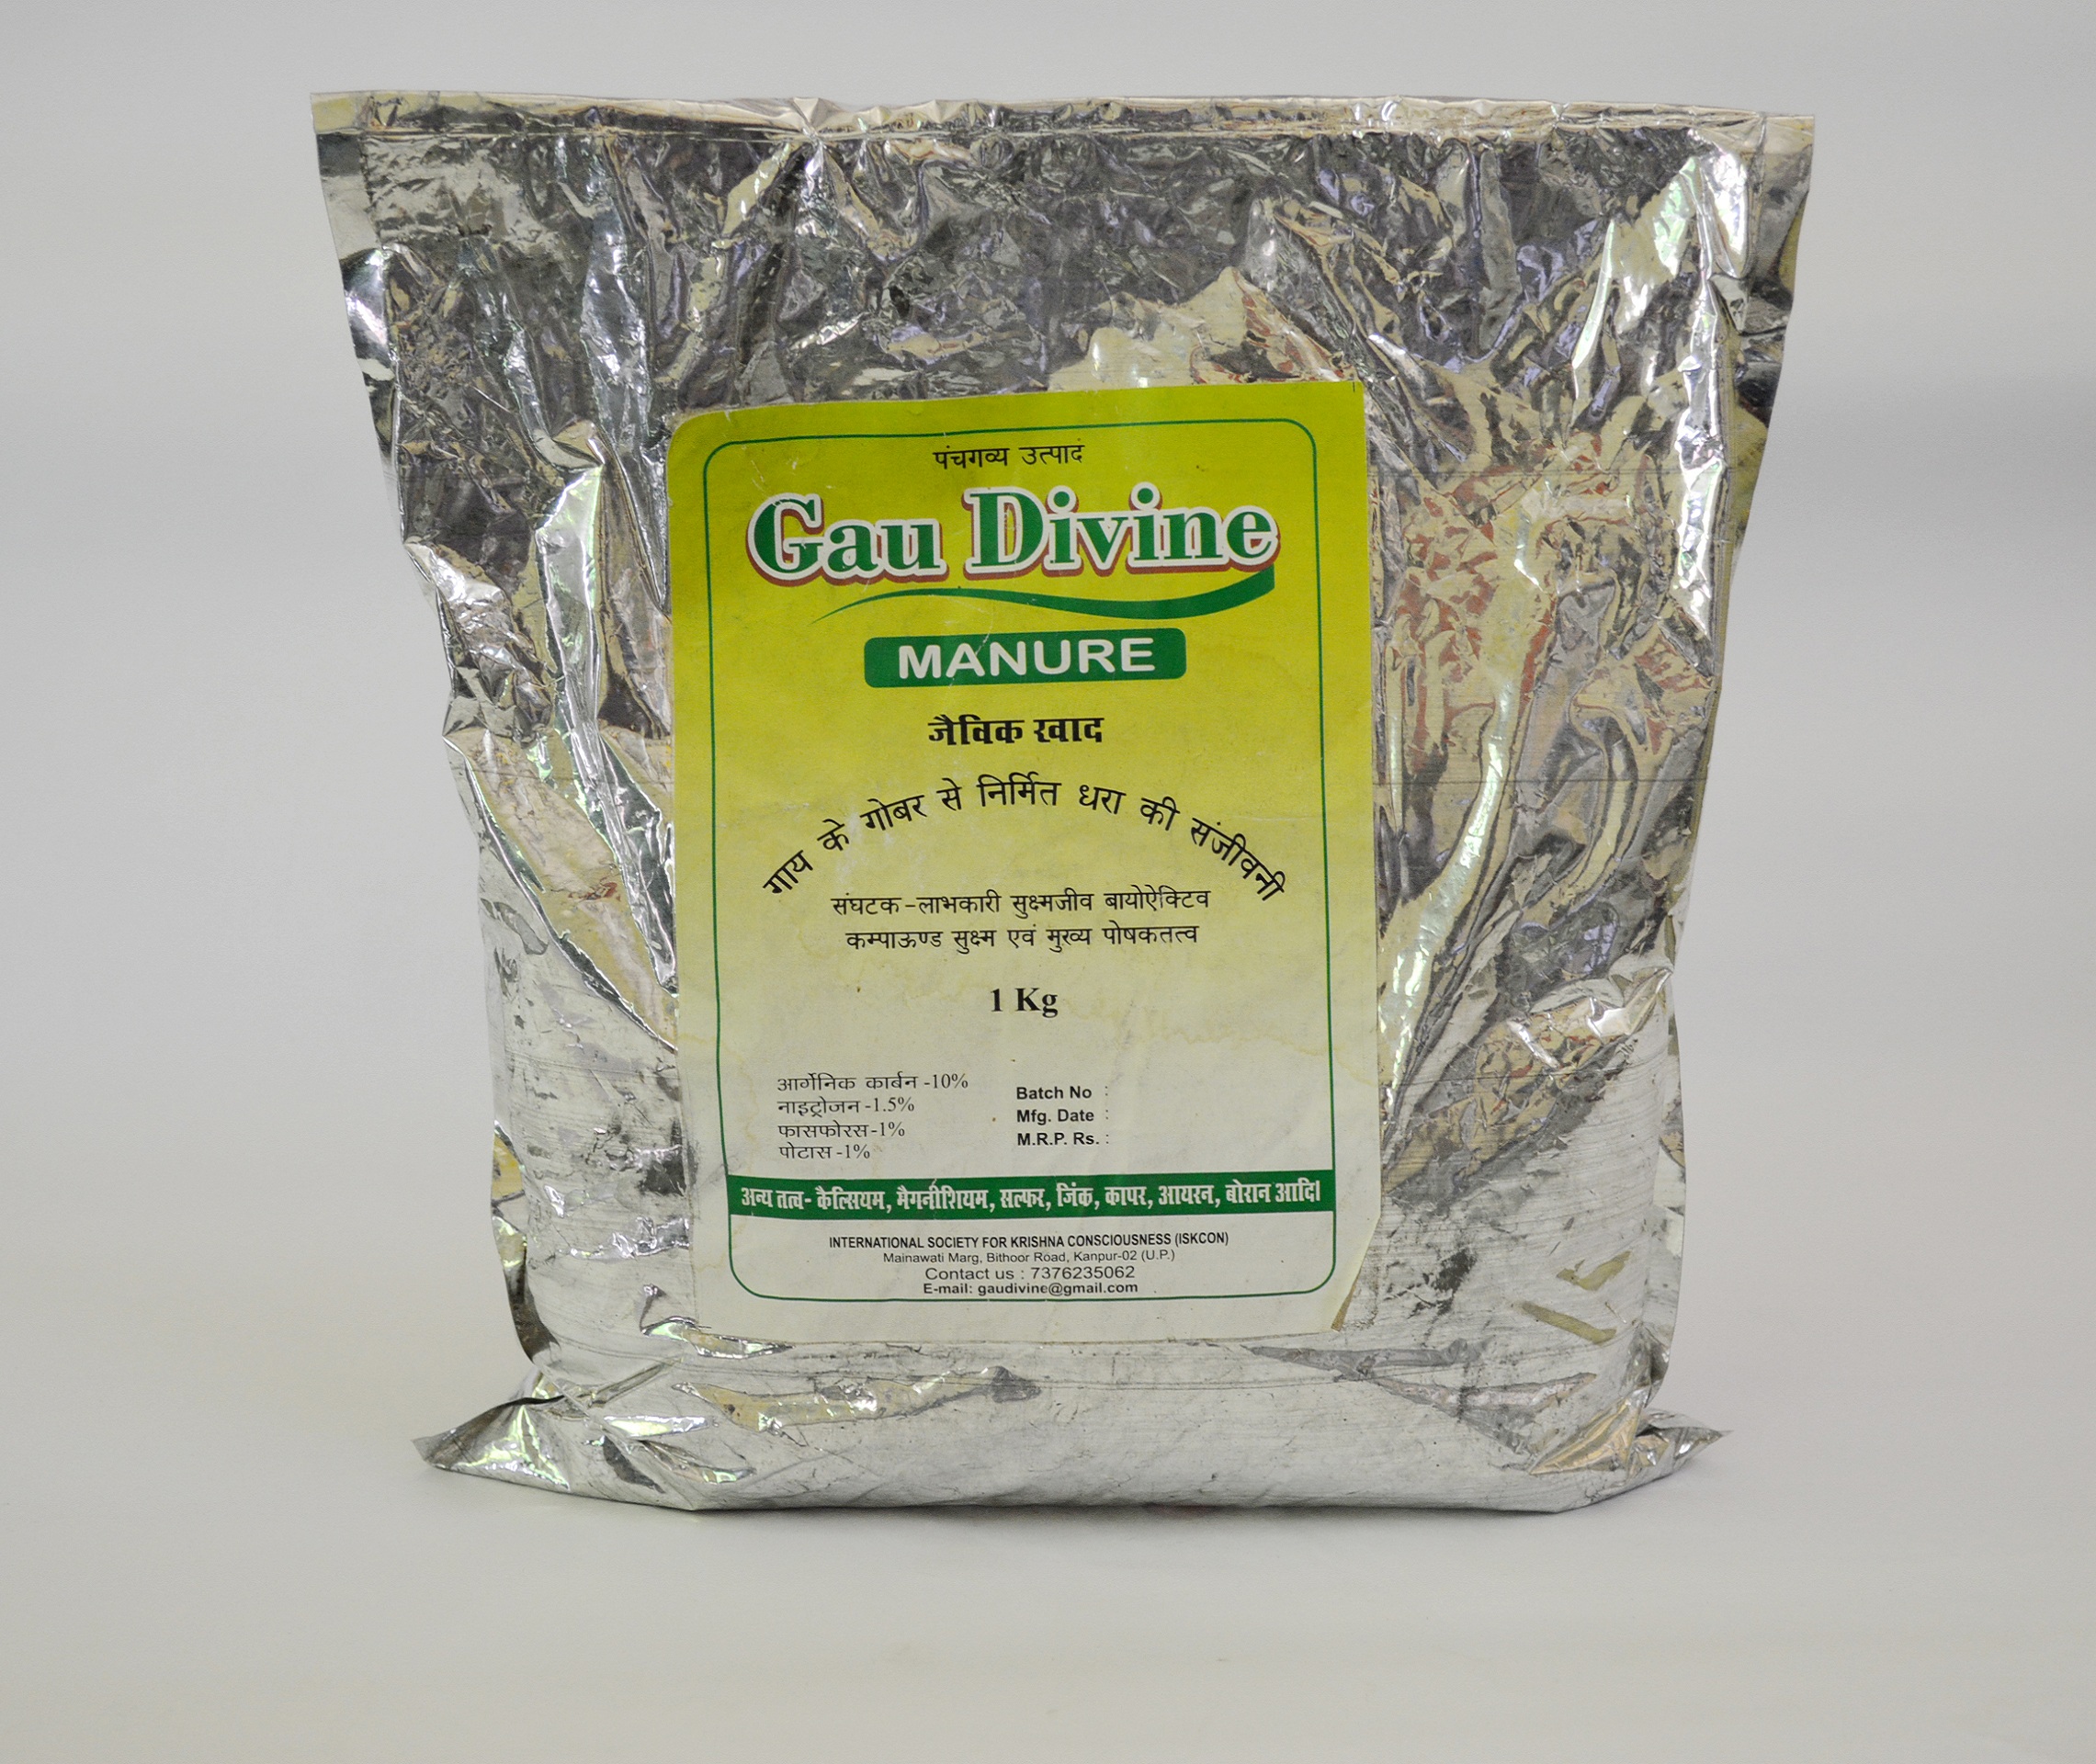 पंचगव्य उत्पाद
Gau Divine
MANURE
जैविक खाद
गाय के गोबर से निर्मित धरा की संजीवनी
संघटक-लाभकारी सुक्ष्मजीव बायोऐक्टिव
कम्पाऊण्ड सुक्ष्म एवं मुख्य पोषकतत्व
1 Kg
आर्गेनिक कार्बन -10%
नाइट्रोजन -1.5%
फासफोरस-1%
पोटास -1%
Batch No :
Mfg. Date :
M.R.P. Rs. :
अन्य तत्व- कैल्सियम, मैगनीशियम, सल्फर, जिंक, कापर, आयरन, बोरान आदि।
INTERNATIONAL SOCIETY FOR KRISHNA CONSCIOUSNESS (ISKCON)
Mainawati Marg, Bithoor Road, Kanpur-02 (U.P.)
Contact us : 7376235062
E-mail: gaudivine@gmail.com